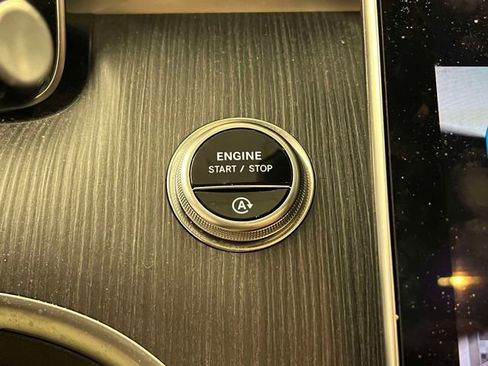 ENGINE
START / STOP
A